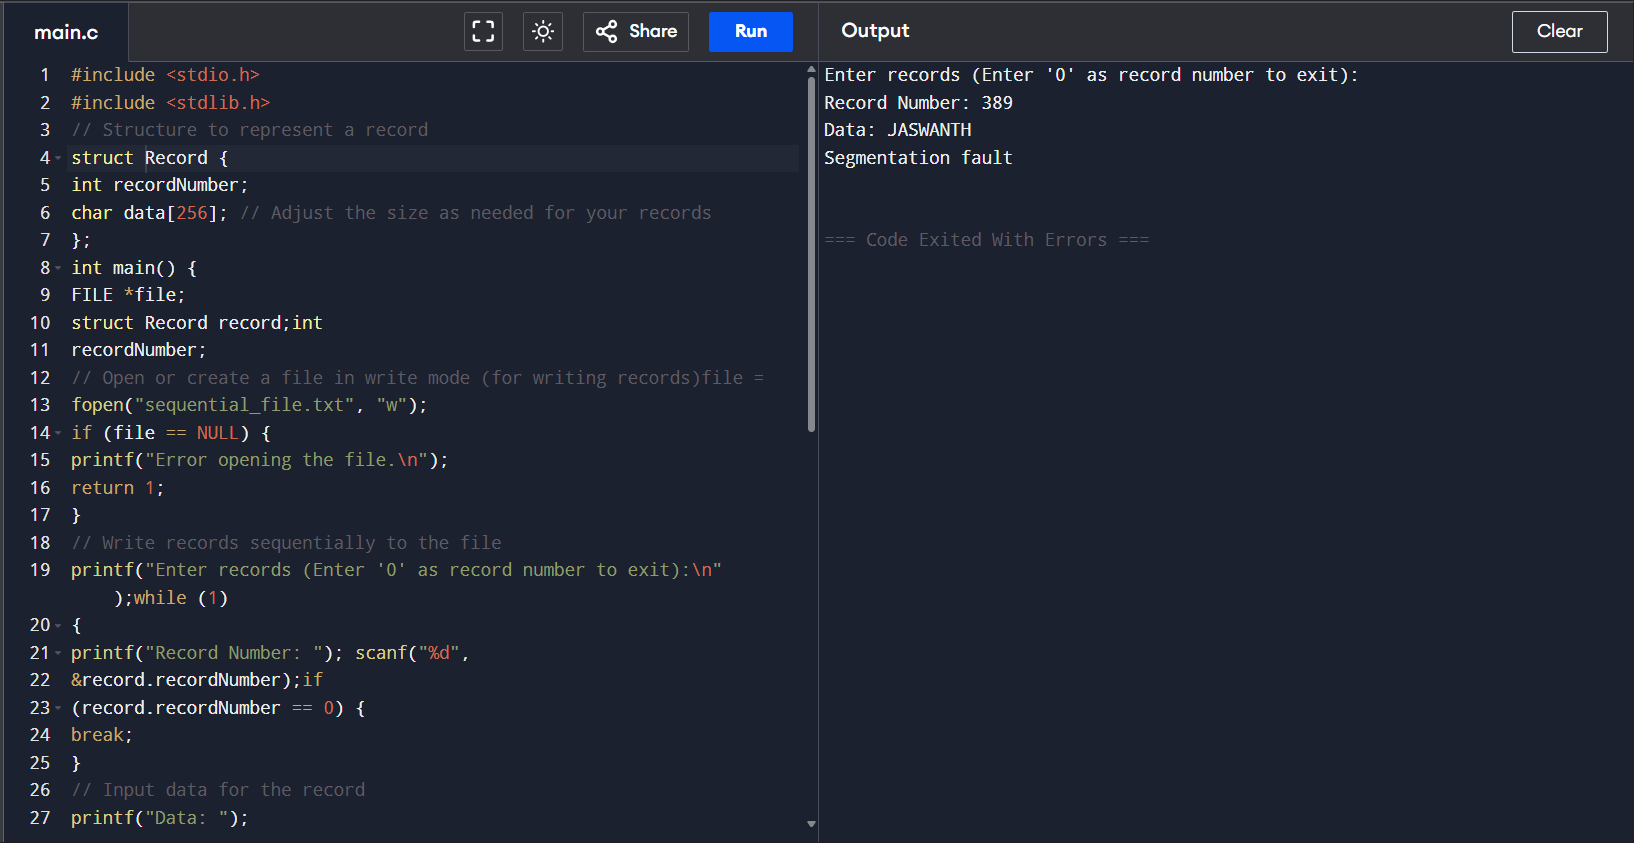 main.c
Share
Run
Output
Clear
1 #include <stdio.h>
2 #include <stdlib.h>
3 // Structure to represent a record
4 struct Record {
5 int recordNumber;
6 char data[256]; // Adjust the size as needed for your records
7 };
8 int main() {
9 FILE *file;
10 struct Record record;int
11 recordNumber;
12 // Open or create a file in write mode (for writing records)file =
13 fopen("sequential_file.txt", "w");
14 if (file == NULL) {
15 printf("Error opening the file.\n");
16 return 1;
17 }
18 // Write records sequentially to the file
19 printf("Enter records (Enter '0' as record number to exit):\n"
);while (1)
20 {
21 printf("Record Number: "); scanf("%d",
22 &record.recordNumber);if
23 (record.recordNumber == 0) {
24 break;
25 }
26 // Input data for the record
27 printf("Data: ");
Enter records (Enter '0' as record number to exit):
Record Number: 389
Data: JASWANTH
Segmentation fault
=== Code Exited With Errors ===